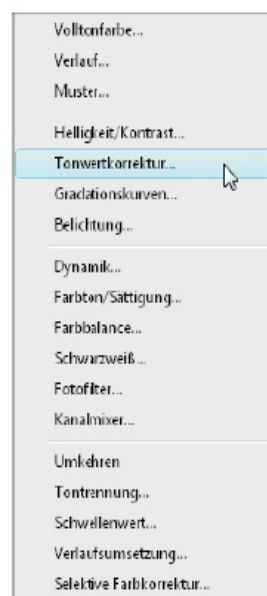 Volltonfarbe...
Verlauf...
Muster...
Helligkeit/Kontrast...
Tonwertkorrektur...
Gradationskurven...
Belichtung...
Dynamik...
Farbton/Sättigung...
Farbbalance...
Schwarzweiß...
Fotofilter...
Kanalmixer...
Umkehren
Tontrennung...
Schwellenwert...
Verlaufsumsetzung...
Selektive Farbkorrektur...